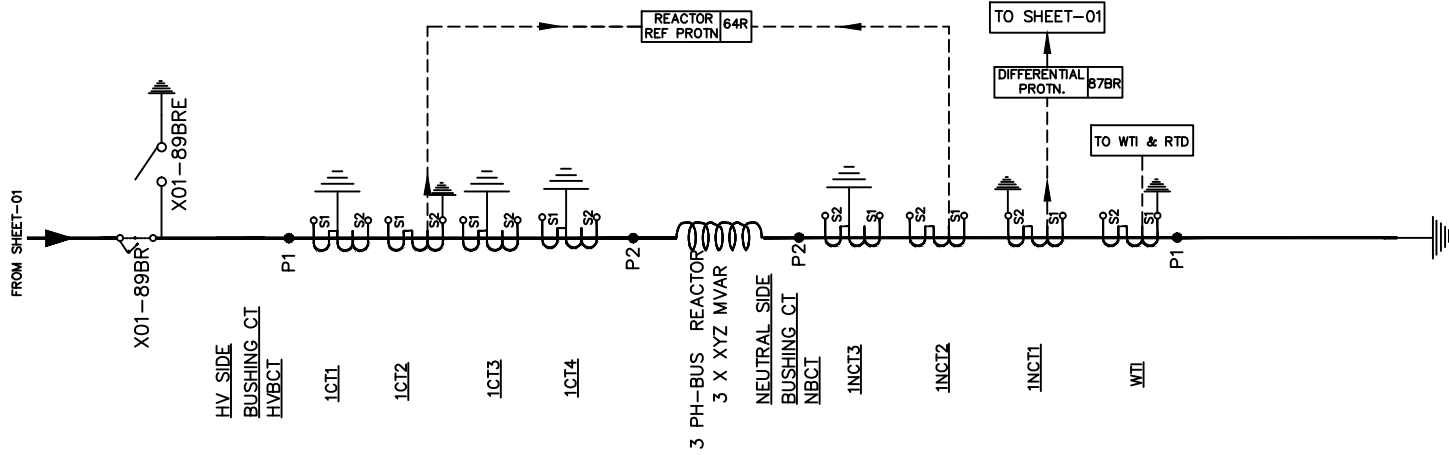 REACTOR
REF PROTN
64R
TO SHEET-01
DIFFERENTIAL
PROTN.
87BR
TO WTI & RTD
X01-89BRE
FROM SHEET-01
X01-89BR
P1
S1
S2
S1
S2
S1
S2
S1
S2
P2
P2
S2
S1
S2
S1
S2
S1
S2
S1
P1
HV SIDE
BUSHING CT
HVBCT
1CT1
1CT2
1CT3
1CT4
3 PH-BUS REACTOR
3 X XYZ MVAR
NEUTRAL SIDE
BUSHING CT
NBCT
1NCT3
1NCT2
1NCT1
WTI